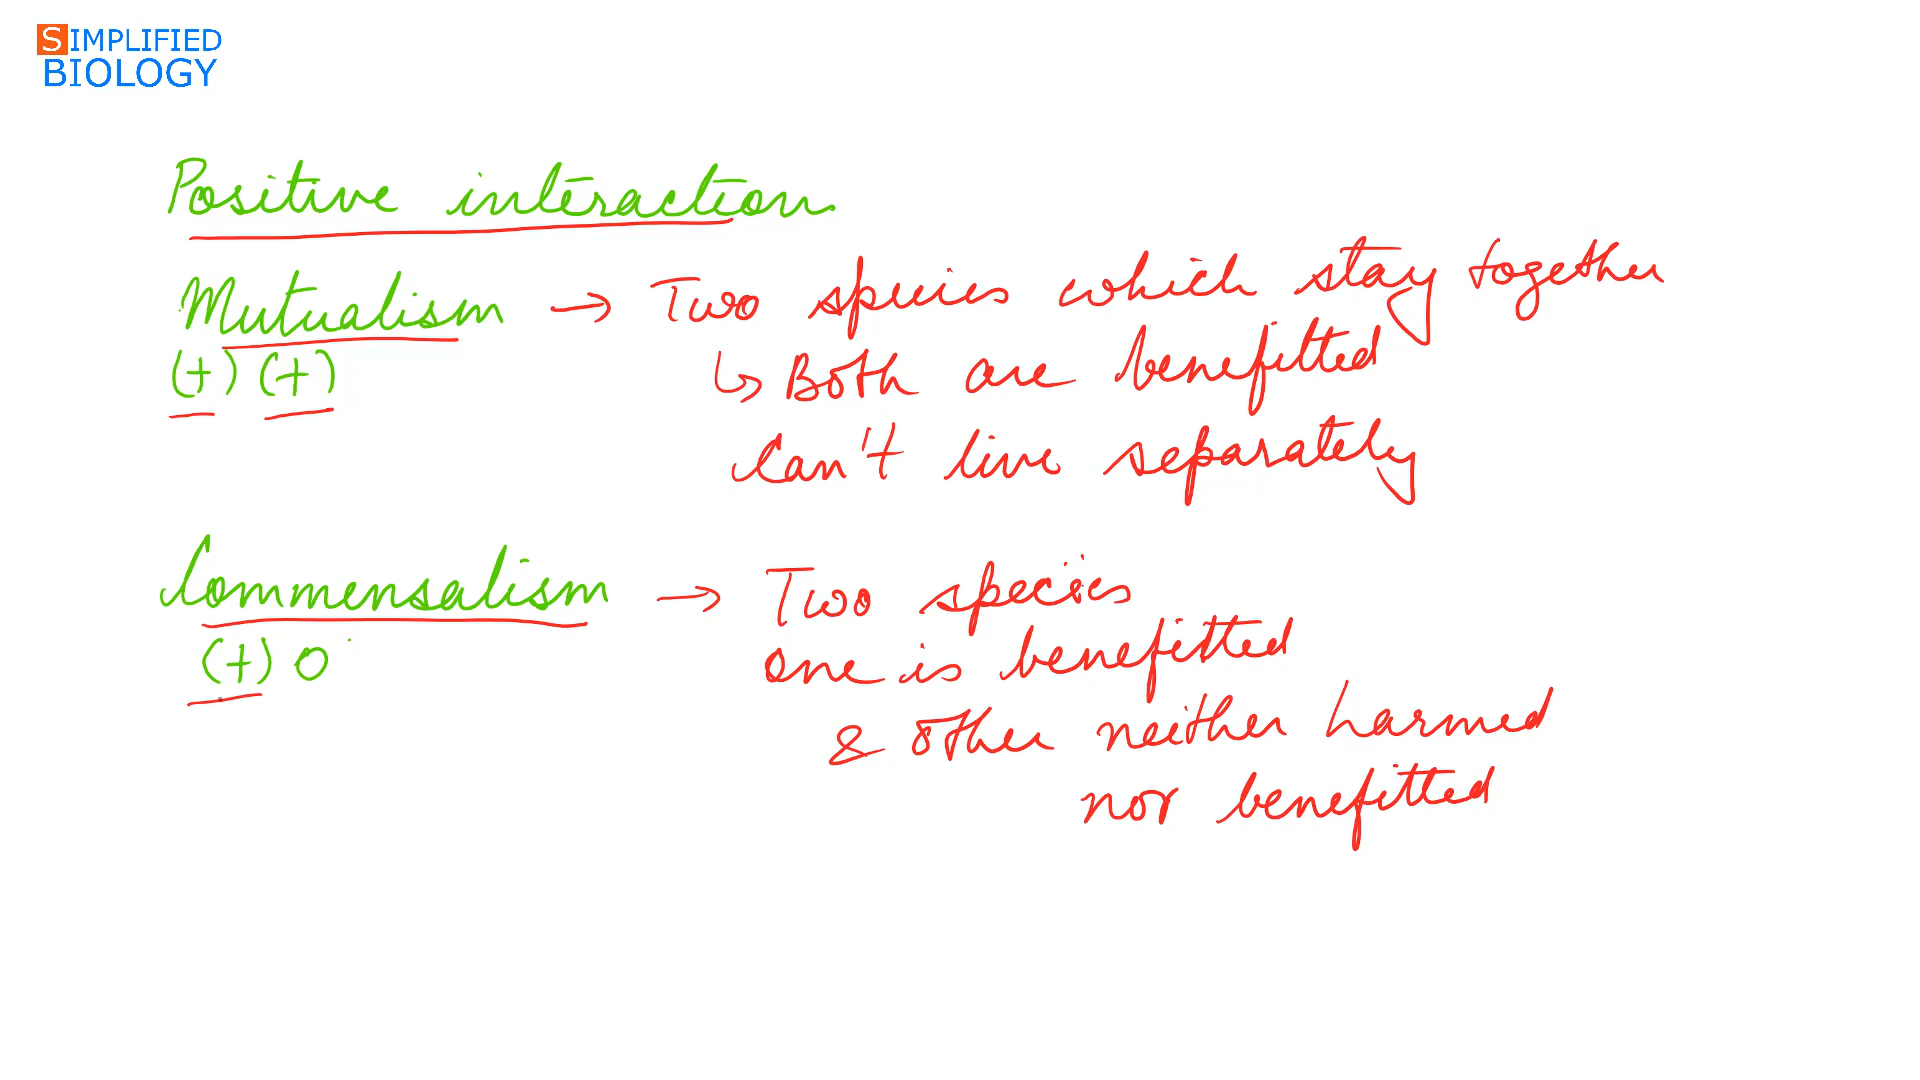 SIMPLIFIED
BIOLOGY
Positive interaction
Mutualism → Two species which stay together
(+) (+) ↳ Both are benefitted
Can't live separately
Commensalism → Two species
(+) 0 One is benefitted
& other neither harmed
nor benefitted